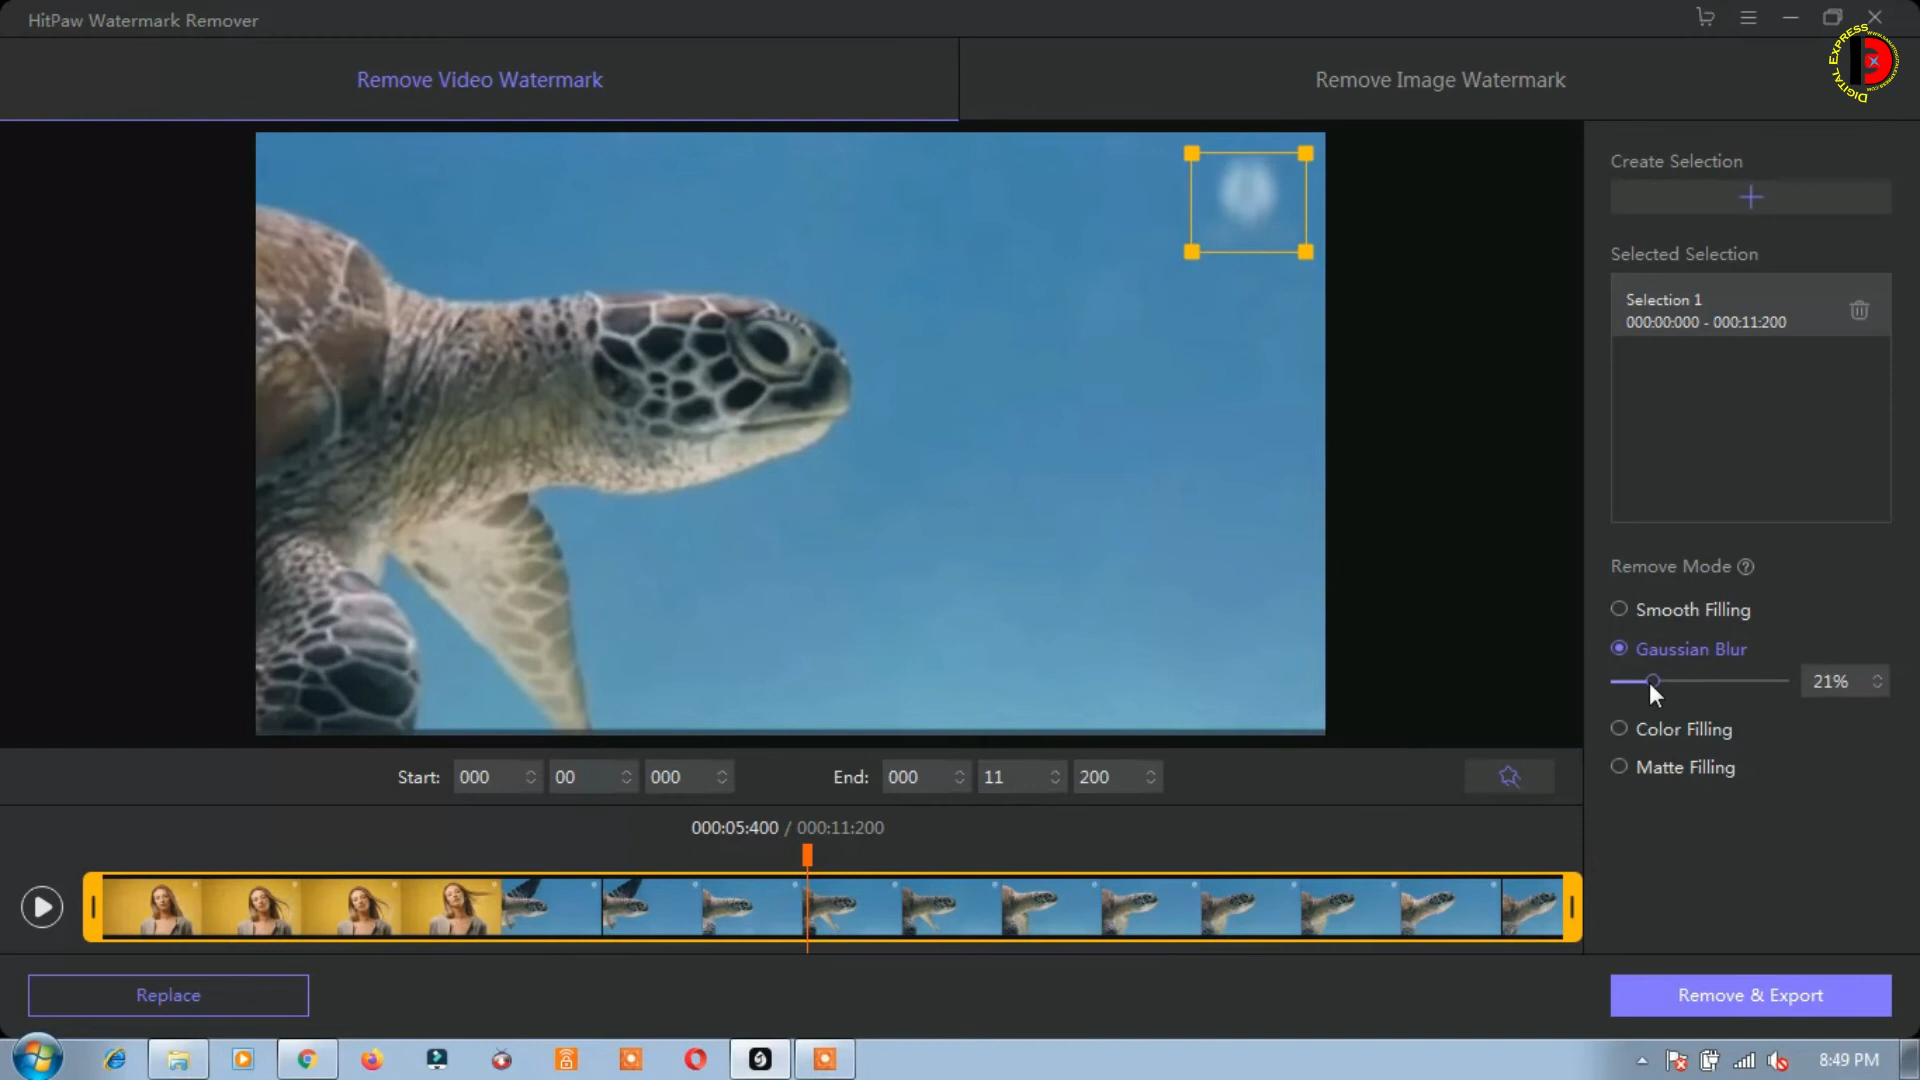 HitPaw Watermark Remover
Remove Video Watermark
Remove Image Watermark
DIGITAL EXPRESS
Create Selection
Selected Selection
Selection 1
000:00:000 - 000:11:200
Remove Mode
Smooth Filling
Gaussian Blur
21%
Color Filling
Matte Filling
Start: 000 00 000 End: 000 11 200
000:05:400 / 000:11:200
Replace
Remove & Export
8:49 PM